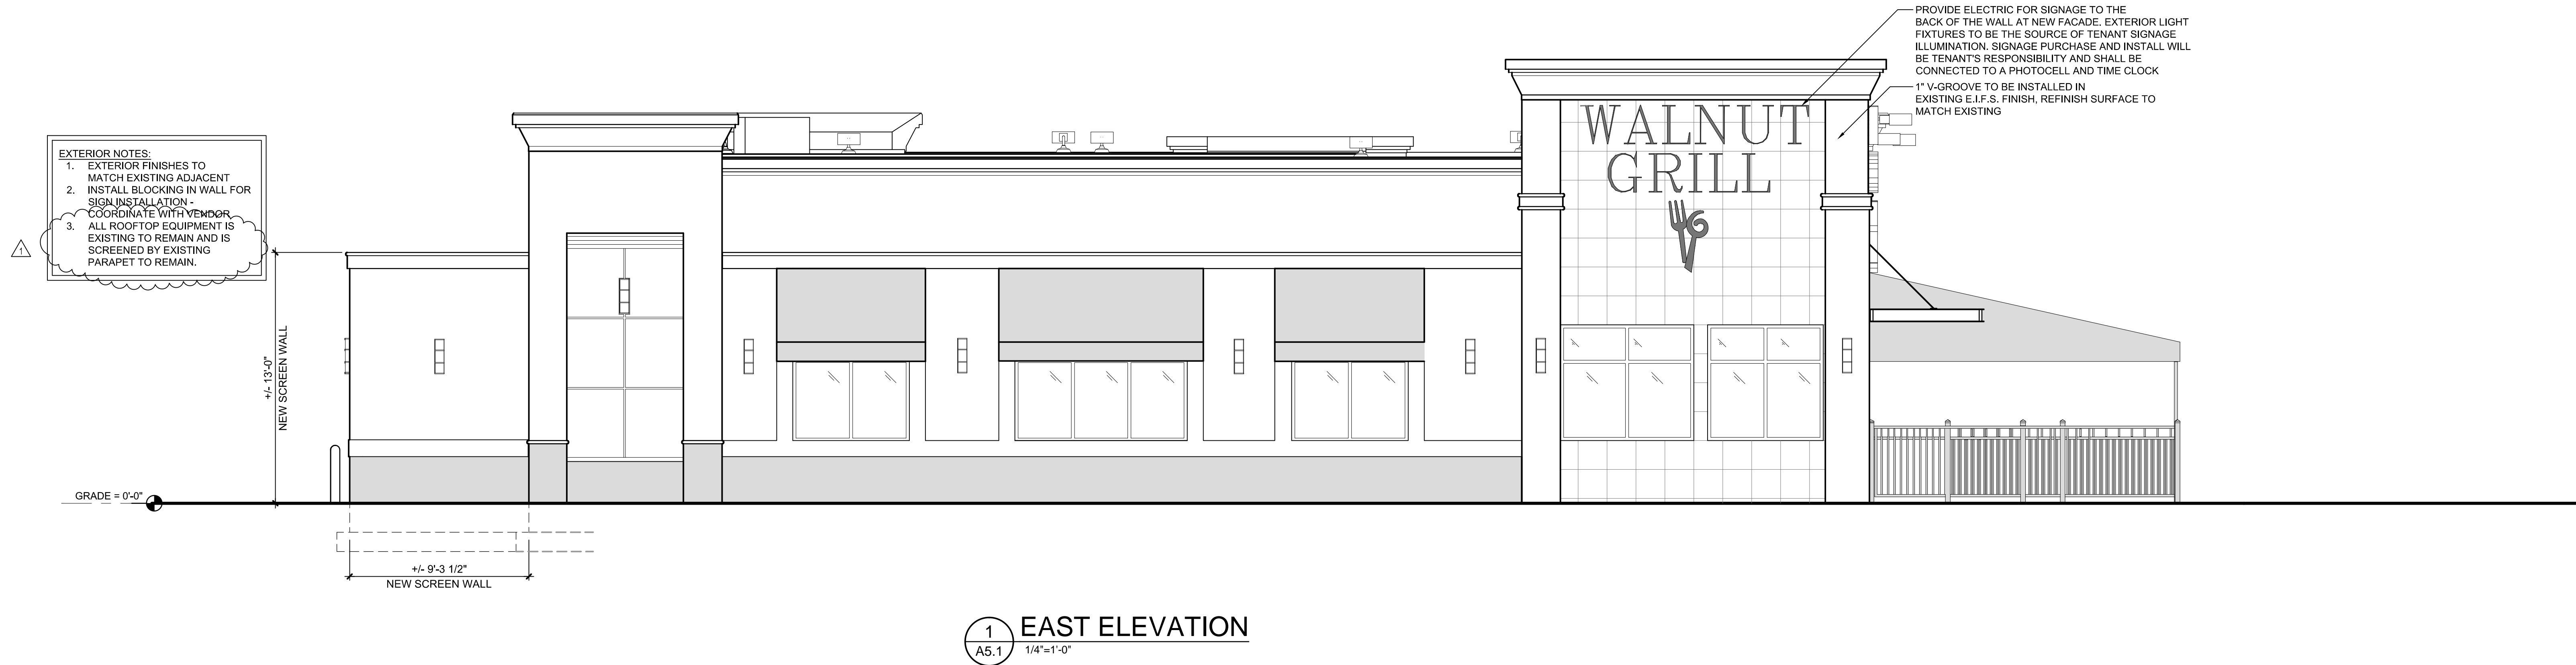 PROVIDE ELECTRIC FOR SIGNAGE TO THE
BACK OF THE WALL AT NEW FACADE. EXTERIOR LIGHT
FIXTURES TO BE THE SOURCE OF TENANT SIGNAGE
ILLUMINATION. SIGNAGE PURCHASE AND INSTALL WILL
BE TENANT'S RESPONSIBILITY AND SHALL BE
CONNECTED TO A PHOTOCELL AND TIME CLOCK
1" V-GROOVE TO BE INSTALLED IN
EXISTING E.I.F.S. FINISH, REFINISH SURFACE TO
MATCH EXISTING
WALNUT
GRILL
EXTERIOR NOTES:
1. EXTERIOR FINISHES TO
MATCH EXISTING ADJACENT
2. INSTALL BLOCKING IN WALL FOR
SIGN INSTALLATION -
COORDINATE WITH VENDOR
3. ALL ROOFTOP EQUIPMENT IS
EXISTING TO REMAIN AND IS
SCREENED BY EXISTING
PARAPET TO REMAIN.
1
+/- 13'-0"
NEW SCREEN WALL
GRADE = 0'-0"
+/- 9'-3 1/2"
NEW SCREEN WALL
1
A5.1
EAST ELEVATION
1/4"=1'-0"